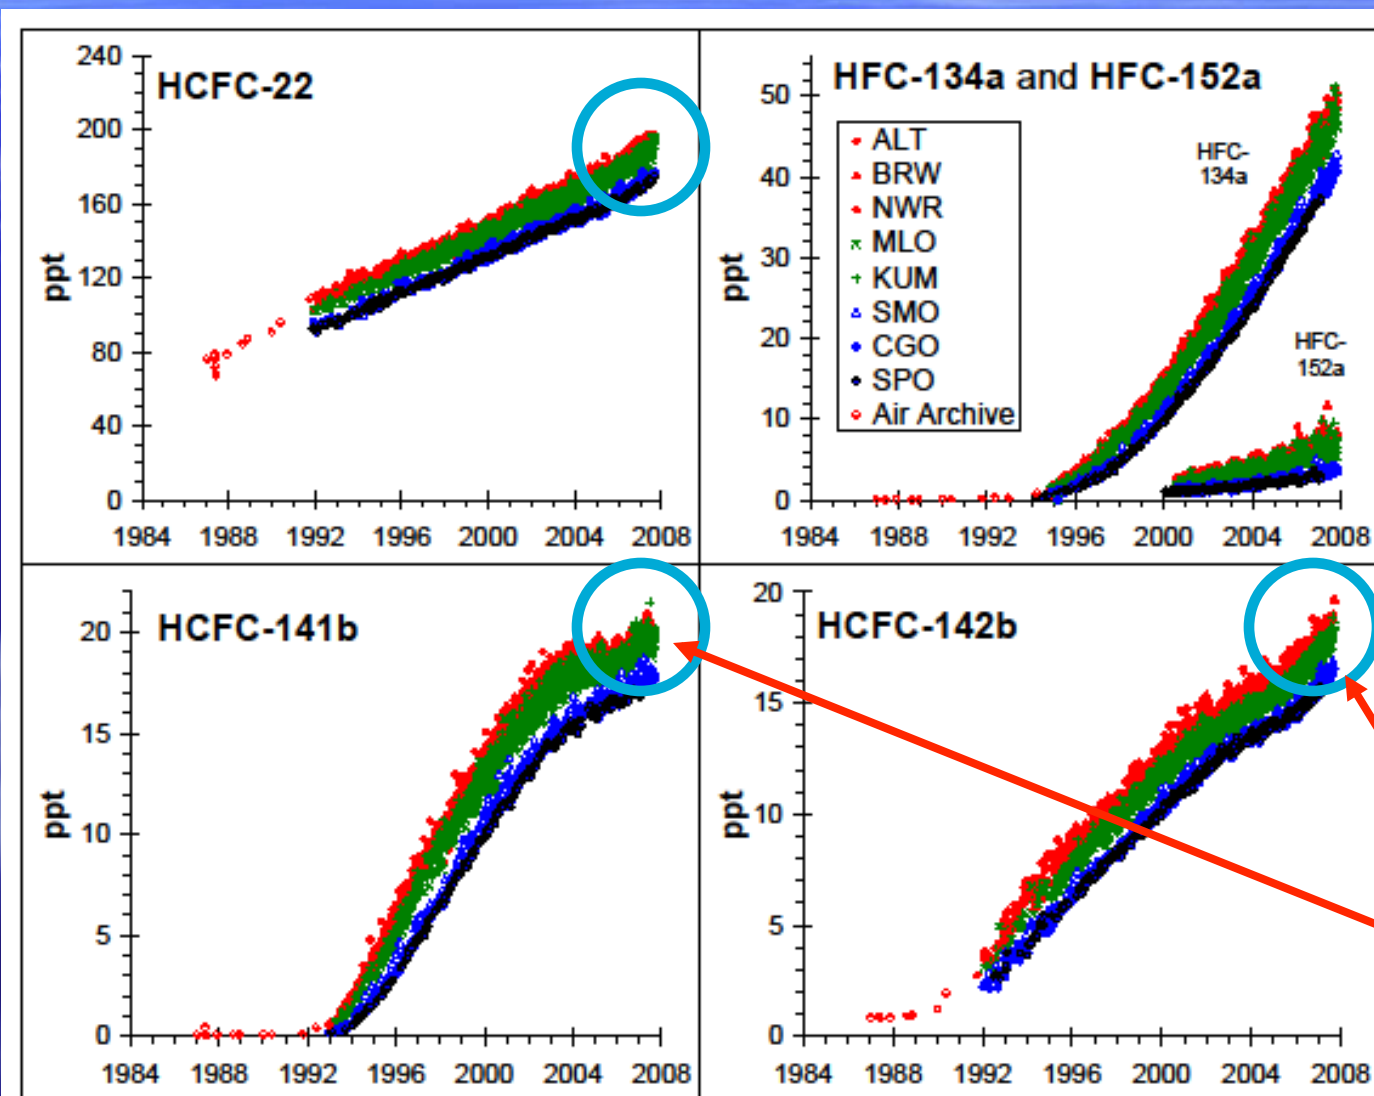 HCFC-22
240
200
160
120
80
40
0
ppt
1984 1988 1992 1996 2000 2004 2008
HFC-134a and HFC-152a
50
40
30
20
10
0
ppt
ALT
BRW
NWR
MLO
KUM
SMO
CGO
SPO
Air Archive
HFC-
134a
HFC-
152a
1984 1988 1992 1996 2000 2004 2008
HCFC-141b
20
15
10
5
0
ppt
1984 1988 1992 1996 2000 2004 2008
HCFC-142b
20
15
10
5
0
ppt
1984 1988 1992 1996 2000 2004 2008